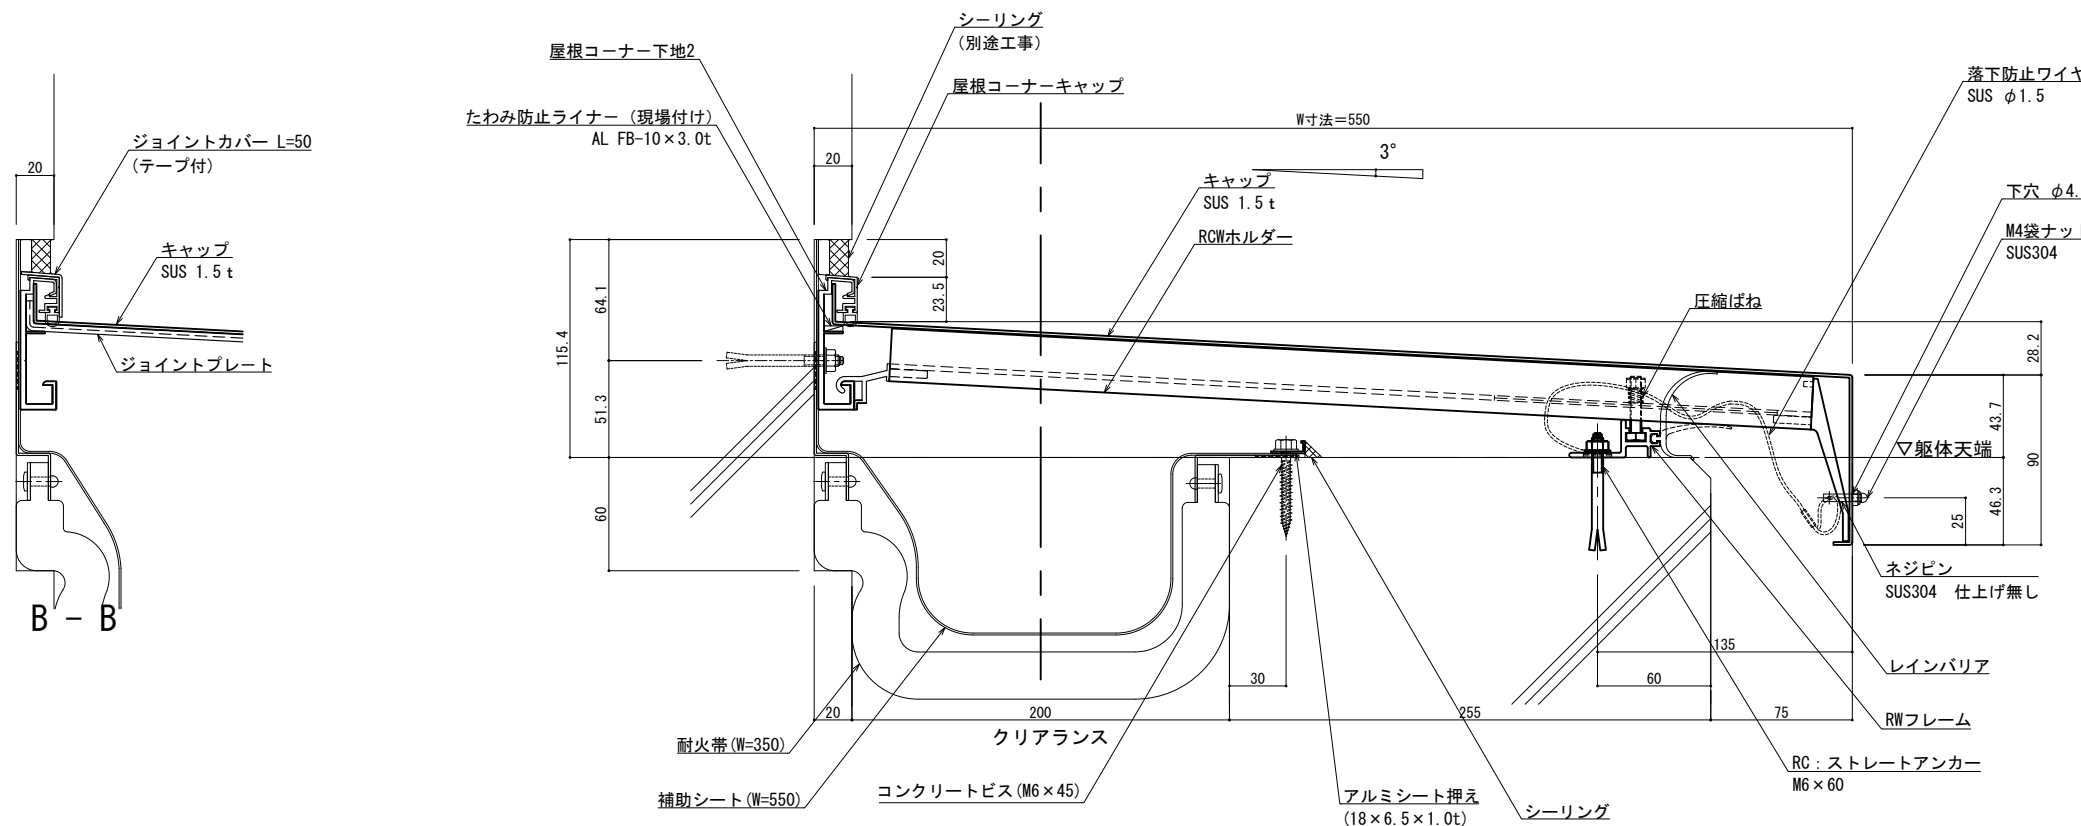 シーリング
(別途工事)
屋根コーナー下地2
屋根コーナーキャップ
落下防止ワイヤ
SUS φ1.5
たわみ防止ライナー（現場付け）
AL FB-10×3.0t
W寸法＝550
ジョイントカバー L=50
(テープ付)
20
20
3°
キャップ
SUS 1.5ｔ
下穴 φ4.
RCWホルダー
M4袋ナット
SUS304
キャップ
SUS 1.5ｔ
20
23.5
64.1
115.4
51.3
60
圧縮ばね
28.2
43.7
90
46.3
25
ジョイントプレート
▽躯体天端
ネジピン
SUS304　仕上げ無し
B － B
135
レインバリア
30
60
20
200
255
75
クリアランス
RWフレーム
耐火帯(W=350)
RC：ストレートアンカー
M6×60
コンクリートビス(M6×45)
補助シート(W=550)
アルミシート押え
(18×6.5×1.0t)
シーリング